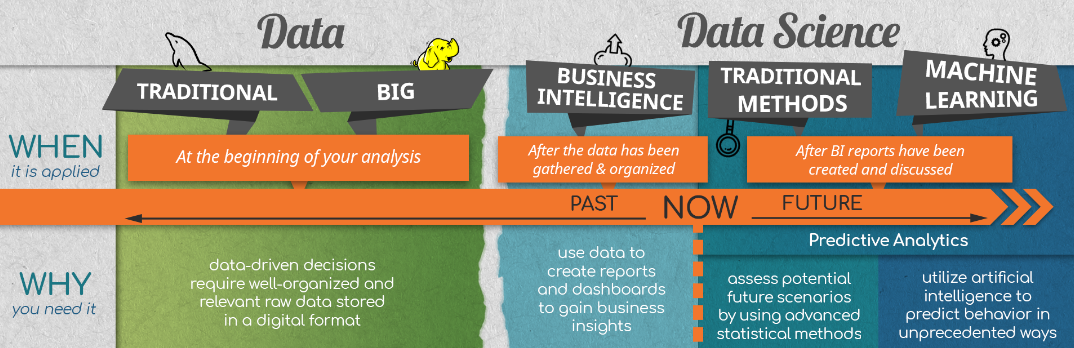 Data
Data Science
TRADITIONAL
BIG
BUSINESS
INTELLIGENCE
TRADITIONAL
METHODS
MACHINE
LEARNING
WHEN
it is applied
At the beginning of your analysis
After the data has been
gathered & organized
After BI reports have been
created and discussed
PAST
NOW
FUTURE
Predictive Analytics
WHY
you need it
data-driven decisions
require well-organized and
relevant raw data stored
in a digital format
use data to
create reports
and dashboards
to gain business
insights
assess potential
future scenarios
by using advanced
statistical methods
utilize artificial
intelligence to
predict behavior in
unprecedented ways